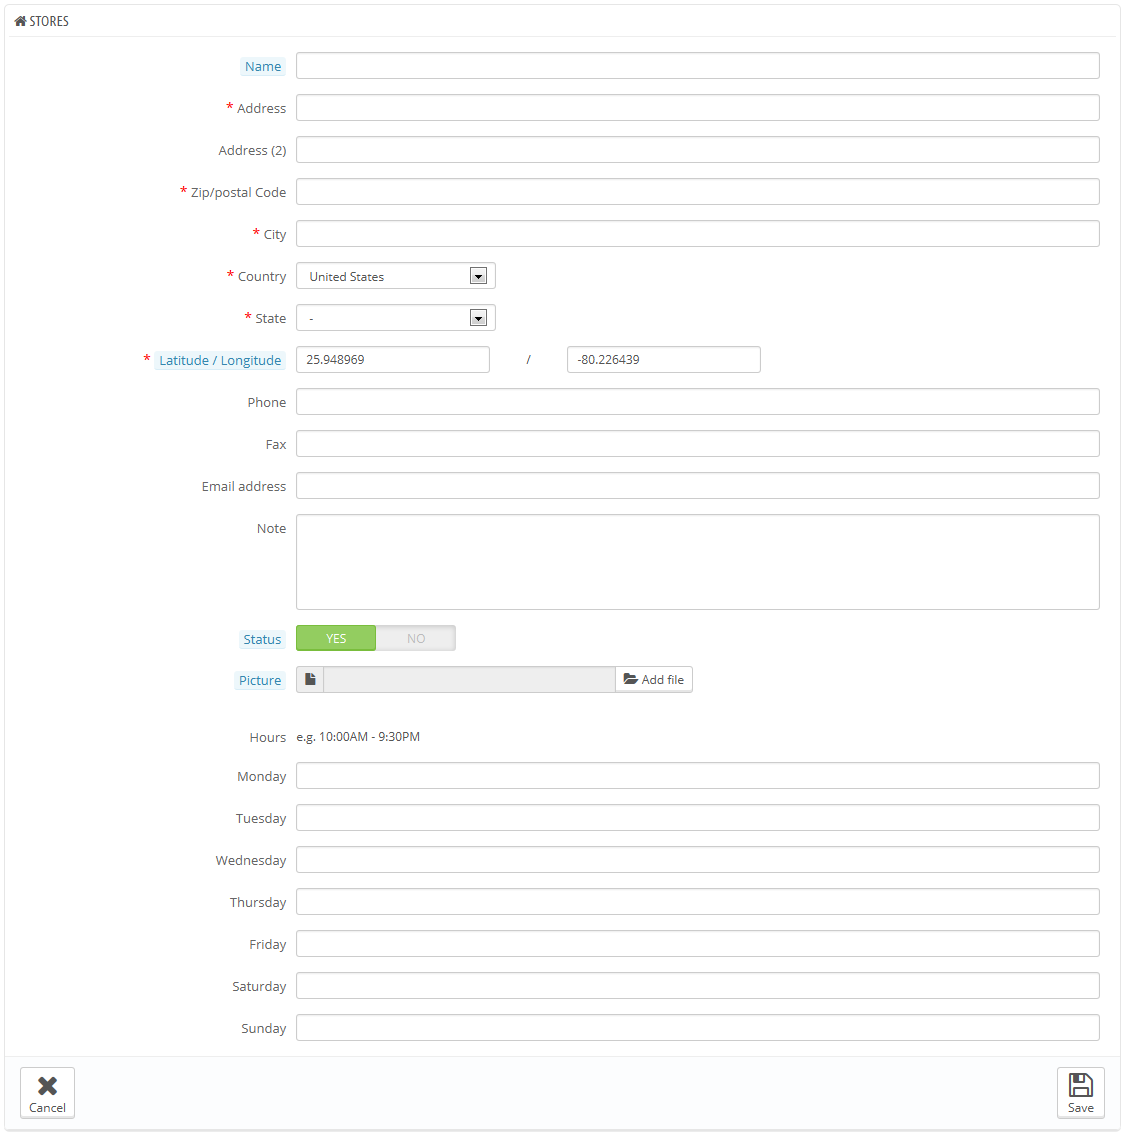 STORES
Name
* Address
Address (2)
* Zip/postal Code
* City
* Country United States
* State -
* Latitude / Longitude 25.948969 / -80.226439
Phone
Fax
Email address
Note
Status YES NO
Picture Add file
Hours e.g. 10:00AM - 9:30PM
Monday
Tuesday
Wednesday
Thursday
Friday
Saturday
Sunday
Cancel Save